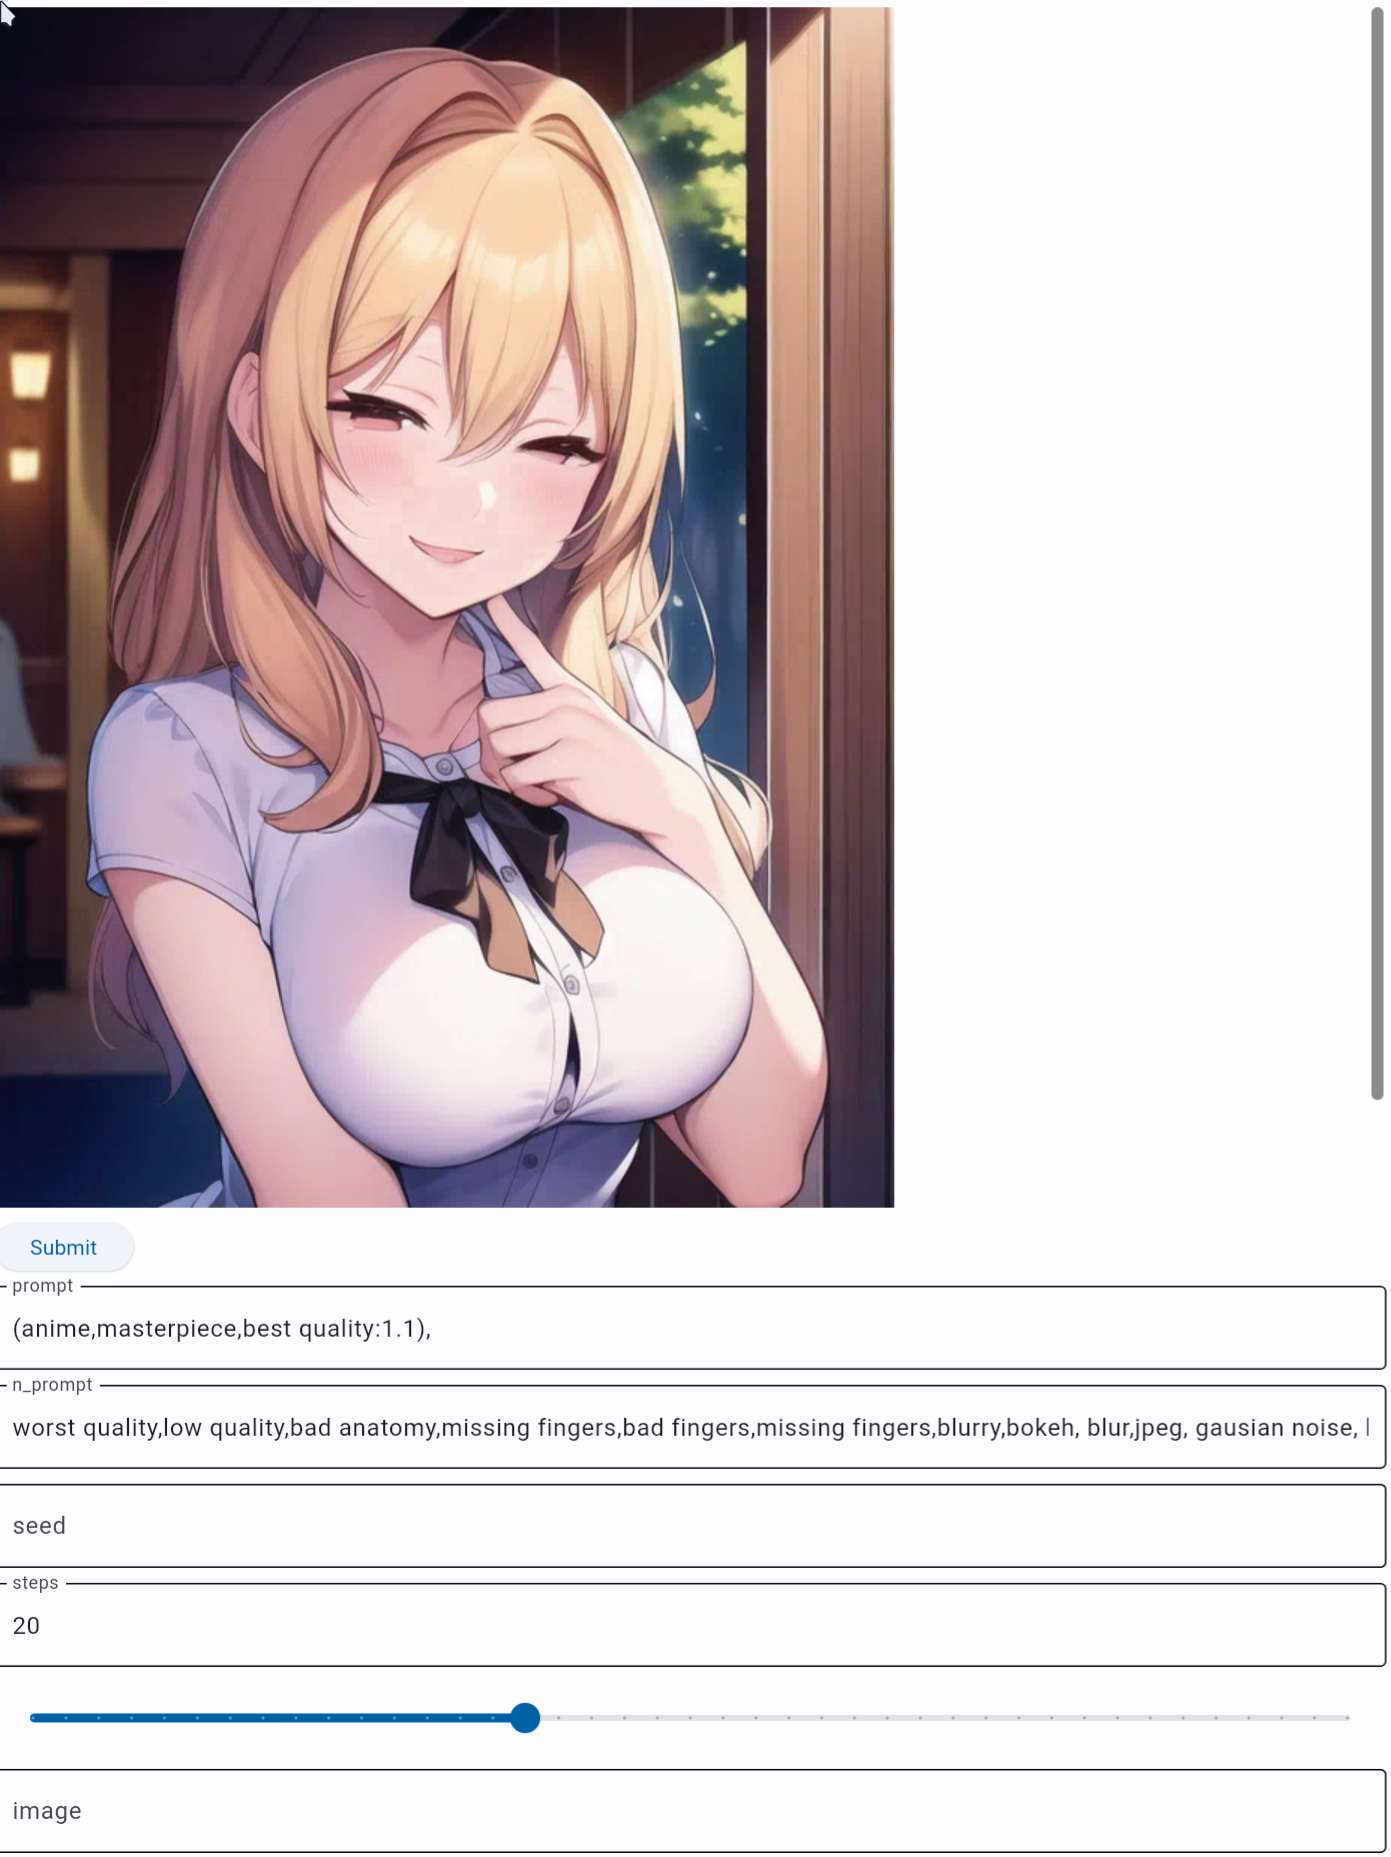 Submit
prompt
(anime,masterpiece,best quality:1.1),
n_prompt
worst quality,low quality,bad anatomy,missing fingers,bad fingers,missing fingers,blurry,bokeh, blur,jpeg, gausian noise,
seed
steps
20
image